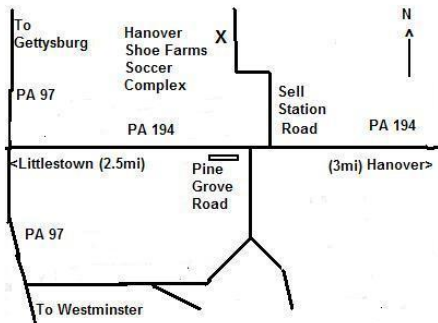 To
Gettysburg
Hanover
Shoe Farms
Soccer
Complex
X
N
PA 97
Sell
Station
Road
PA 194
PA 194
<Littlestown (2.5mi)
Pine
Grove
Road
(3mi) Hanover>
PA 97
To Westminster